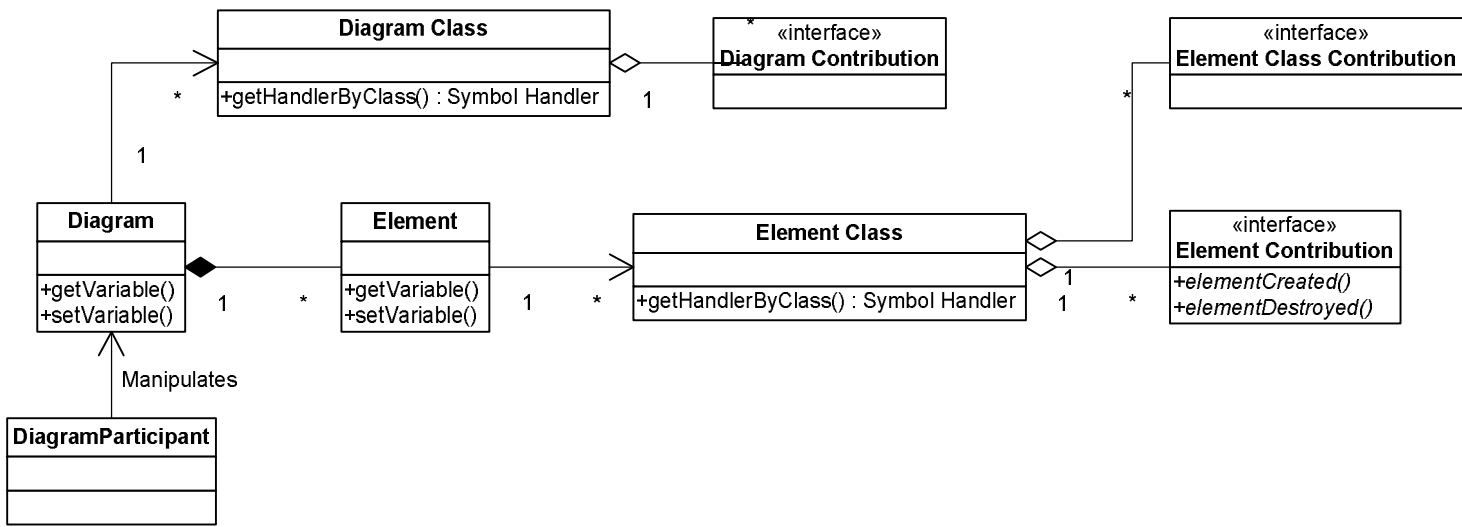 Diagram Class
+getHandlerByClass() : Symbol Handler
*
1
1
*
«interface»
Diagram Contribution
«interface»
Element Class Contribution
*
Diagram
+getVariable()
+setVariable()
1
*
Element
+getVariable()
+setVariable()
1
*
Element Class
+getHandlerByClass() : Symbol Handler
1
1
*
«interface»
Element Contribution
+elementCreated()
+elementDestroyed()
Manipulates
DiagramParticipant